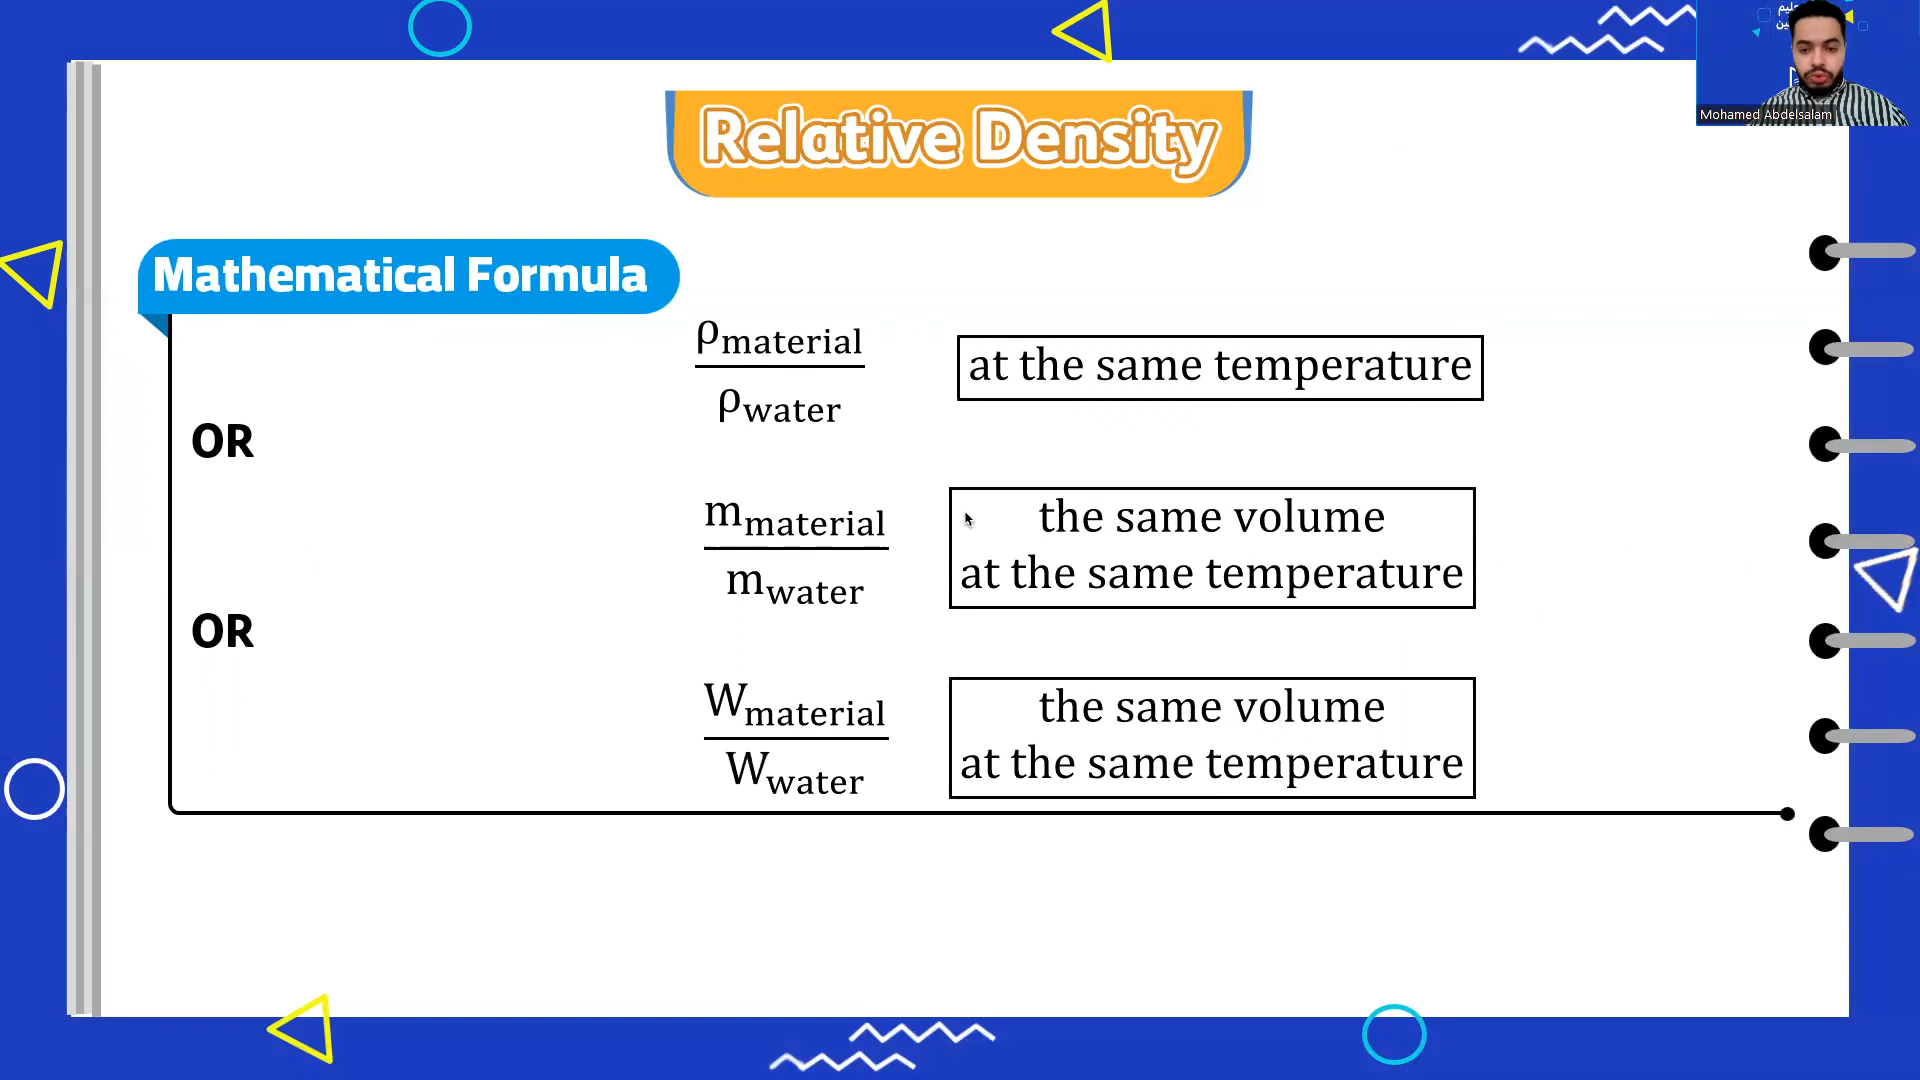 Relative Density
Mohamed Abdelsalam
Mathematical Formula
ρmaterial
ρwater
at the same temperature
OR
mmaterial
mwater
the same volume
at the same temperature
OR
Wmaterial
Wwater
the same volume
at the same temperature